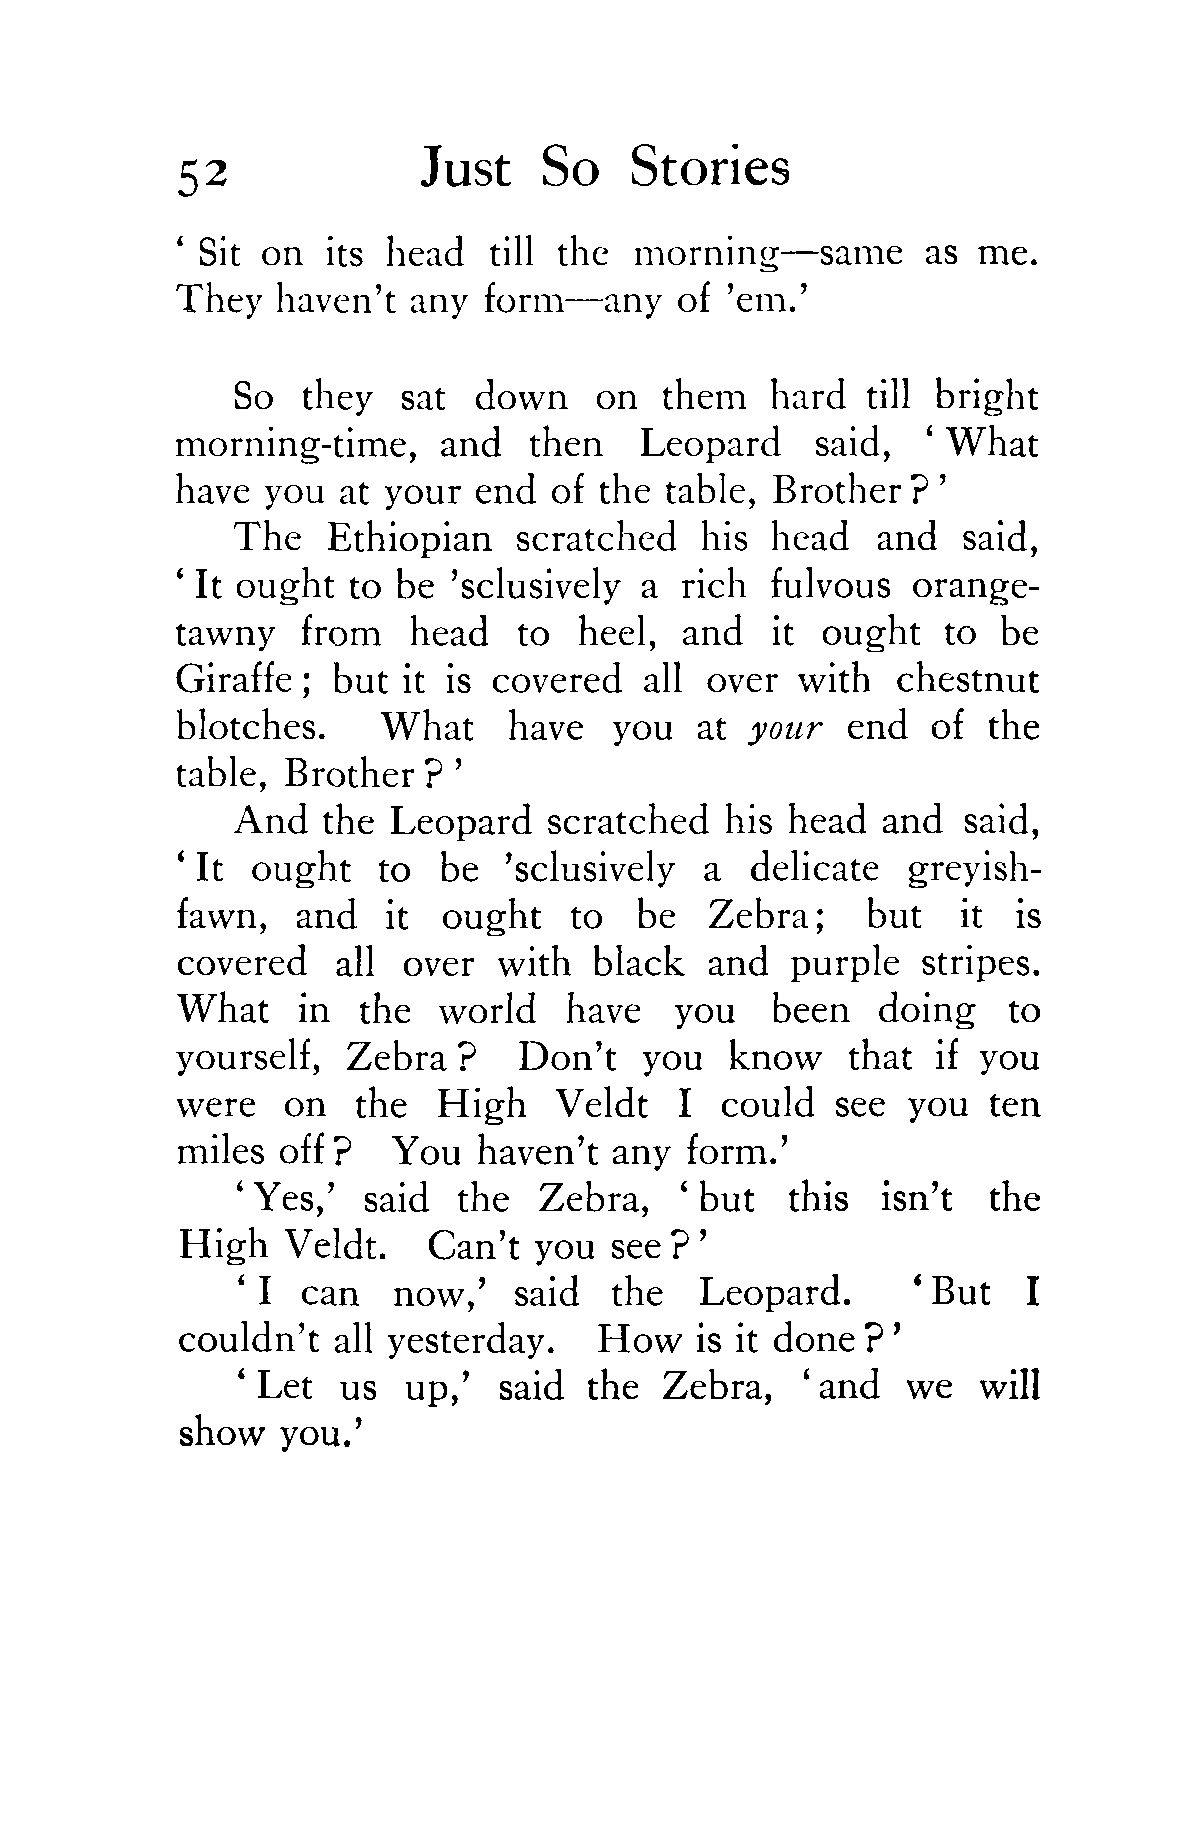 52 Just So Stories
‘ Sit on its head till the morning—same as me.
They haven’t any form—any of ’em.’
So they sat down on them hard till bright
morning-time, and then Leopard said, ‘ What
have you at your end of the table, Brother ? ’
The Ethiopian scratched his head and said,
‘ It ought to be ’sclusively a rich fulvous orange-
tawny from head to heel, and it ought to be
Giraffe ; but it is covered all over with chestnut
blotches. What have you at your end of the
table, Brother ? ’
And the Leopard scratched his head and said,
‘ It ought to be ’sclusively a delicate greyish-
fawn, and it ought to be Zebra ; but it is
covered all over with black and purple stripes.
What in the world have you been doing to
yourself, Zebra ? Don’t you know that if you
were on the High Veldt I could see you ten
miles off ? You haven’t any form.’
‘ Yes,’ said the Zebra, ‘ but this isn’t the
High Veldt. Can’t you see ? ’
‘ I can now,’ said the Leopard. ‘ But I
couldn’t all yesterday. How is it done ? ’
‘ Let us up,’ said the Zebra, ‘ and we will
show you.’